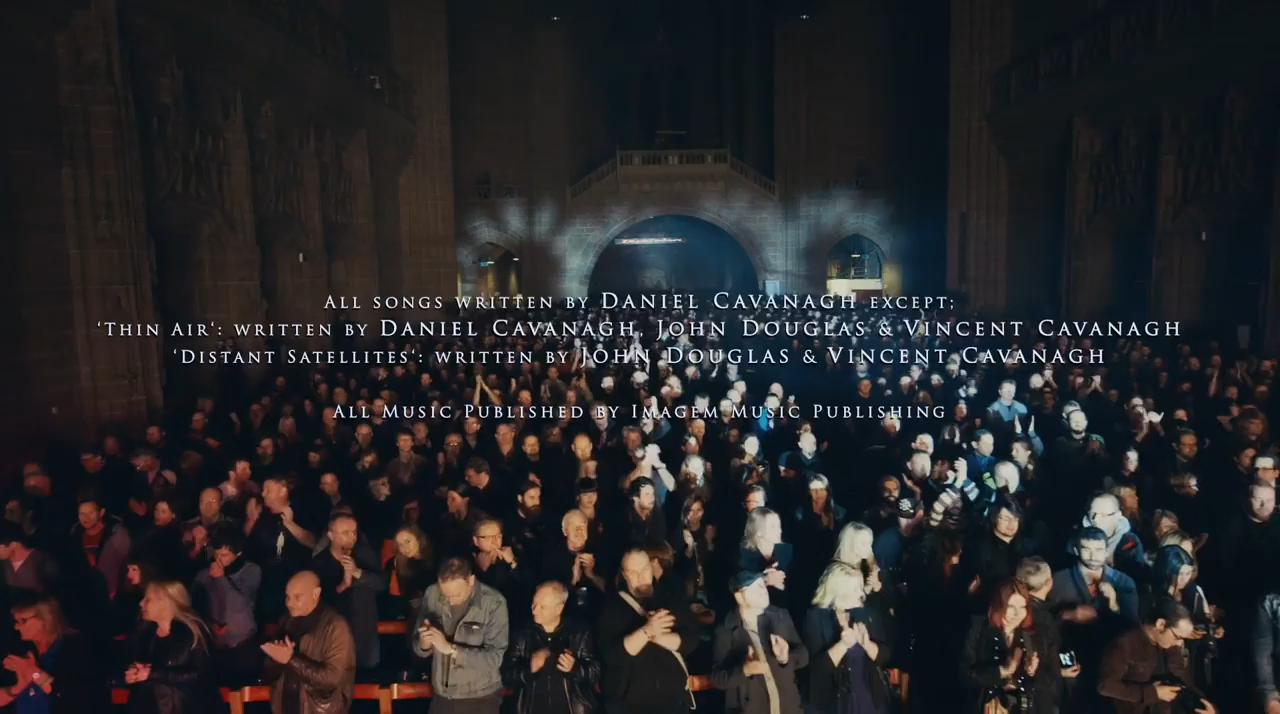 All songs written by Daniel Cavanagh except;
‘Thin Air‘: written by Daniel Cavanagh, John Douglas & Vincent Cavanagh
‘Distant Satellites‘: written by John Douglas & Vincent Cavanagh
All Music Published by Imagem Music Publishing